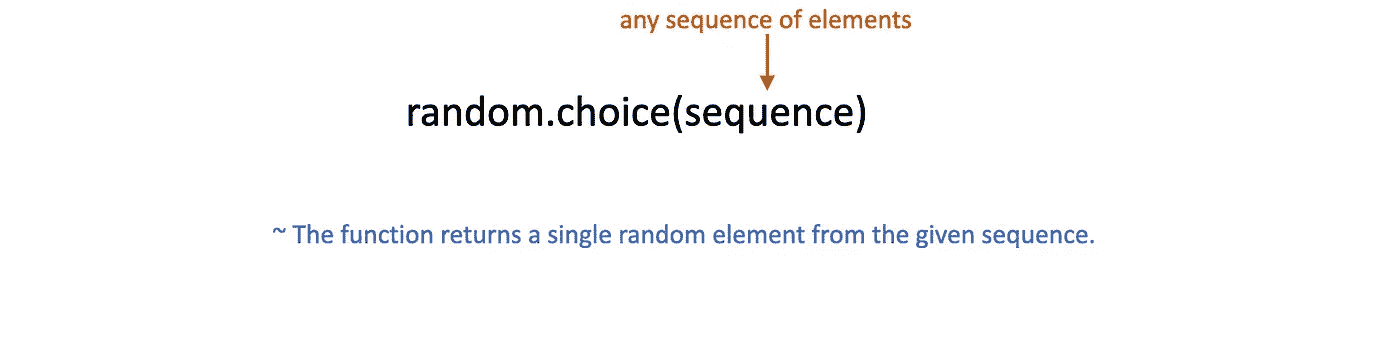 any sequence of elements
random.choice(sequence)
~ The function returns a single random element from the given sequence.